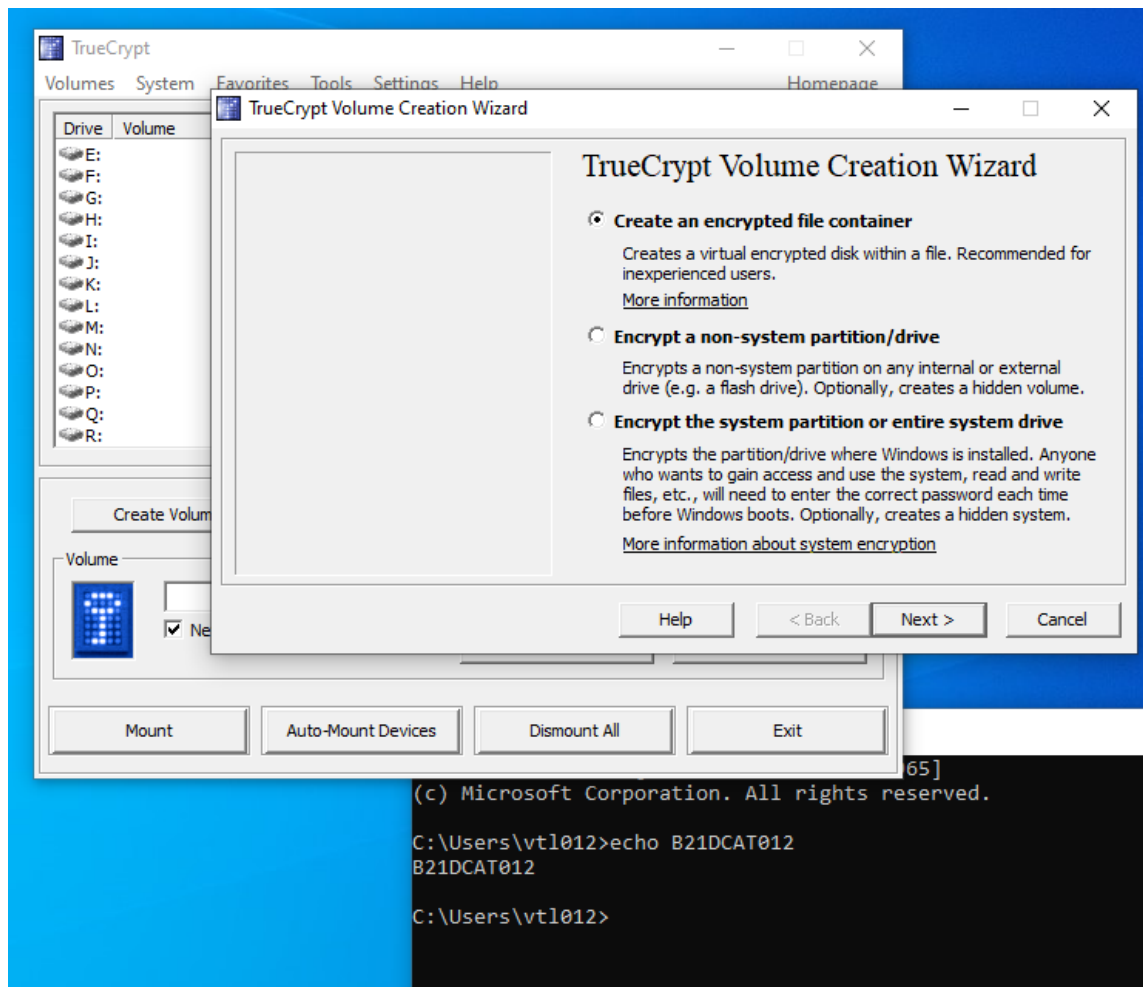 TrueCrypt
Volumes System Favorites Tools Settings Help Homepage
Drive Volume
E:
F:
G:
H:
I:
J:
K:
L:
M:
N:
O:
P:
Q:
R:
Create Volum
Volume
Ne
Mount Auto-Mount Devices Dismount All Exit
TrueCrypt Volume Creation Wizard
TrueCrypt Volume Creation Wizard
Create an encrypted file container
Creates a virtual encrypted disk within a file. Recommended for
inexperienced users.
More information
Encrypt a non-system partition/drive
Encrypts a non-system partition on any internal or external
drive (e.g. a flash drive). Optionally, creates a hidden volume.
Encrypt the system partition or entire system drive
Encrypts the partition/drive where Windows is installed. Anyone
who wants to gain access and use the system, read and write
files, etc., will need to enter the correct password each time
before Windows boots. Optionally, creates a hidden system.
More information about system encryption
Help < Back Next > Cancel
65]
(c) Microsoft Corporation. All rights reserved.
C:\Users\vtl012>echo B21DCAT012
B21DCAT012
C:\Users\vtl012>